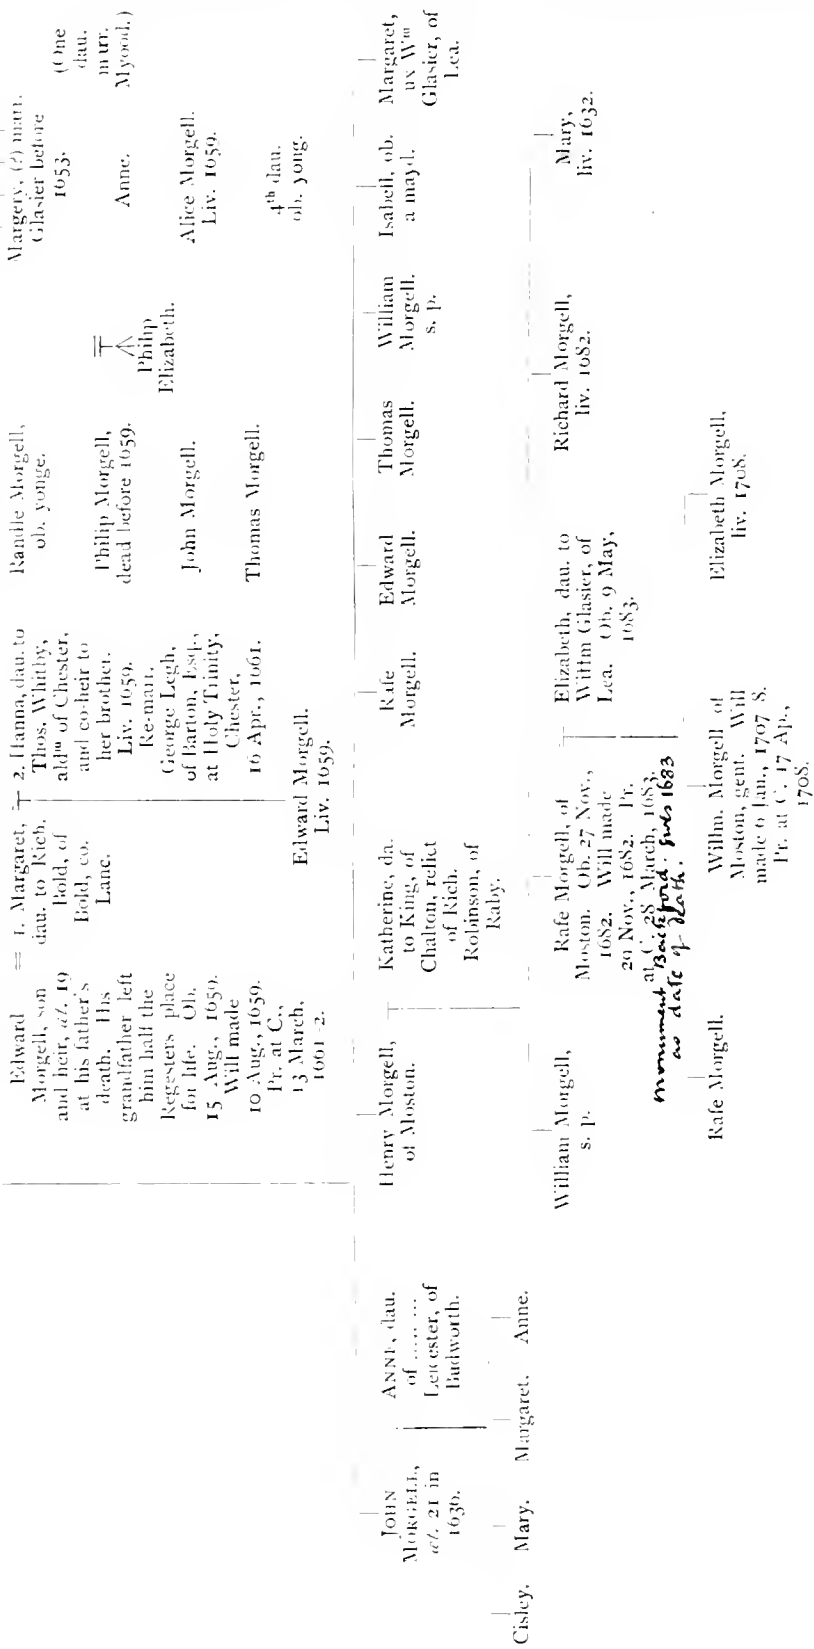 Edward
Morgell, son
and heir, æt. 19
at his father's
death. His
grandfather left
him half the
Regesters place
for life. Ob.
15 Aug., 1659.
Will made
10 Aug., 1659.
Pr. at C.,
13 March,
1661-2.
= 1. Margaret,
dau. to Rich.
Bold, of
Bold, co.
Lanc.
= 2. Hanna, dau. to
Thos. Whitby,
aldm of Chester,
and co-heir to
her brother.
Liv. 1659.
Re-marr.
George Legh,
of Barton, Esq.,
at Holy Trinity,
Chester,
16 Apr., 1661.
Edward Morgell.
Liv. 1659.
Randle Morgell,
ob. yonge.
Philip Morgell,
dead before 1659.
=
Philip
Elizabeth.
John Morgell.
Thomas Morgell.
Margery, (?) marr.
Glasier before
1653.
(One
dau.
marr.
Myood.)
Anne.
Alice Morgell.
Liv. 1659.
4th dau.
ob. yong.
JOHN
MORGELL,
æt. 21 in
1636.
ANNE, dau.
of ...... ...
Leicester, of
Budworth.
Henry Morgell,
of Moston.
Katherine, da.
to King, of
Chalton, relict
of Rich.
Robinson, of
Raby.
Rafe
Morgell.
Edward
Morgell.
Thomas
Morgell.
William
Morgell.
s. p.
Isabell, ob.
a mayd.
Margaret,
ux Wm
Glasier, of
Lea.
Cisley.
Mary.
Margaret.
Anne.
William Morgell,
s. p.
Rafe Morgell, of
Moston. Ob. 27 Nov.,
1682. Will made
20 Nov., 1682. Pr.
at C. 28 March, 1683.
monument Backford. gives 1683
as date of death.
Elizabeth, dau. to
Willm Glasier, of
Lea. Ob. 9 May,
1683.
Richard Morgell,
liv. 1682.
Mary,
liv. 1632.
Rafe Morgell.
Willm. Morgell of
Moston, gent. Will
made 6 Jan., 1707 8.
Pr. at C. 17 Ap.,
1708.
Elizabeth Morgell,
liv. 1708.